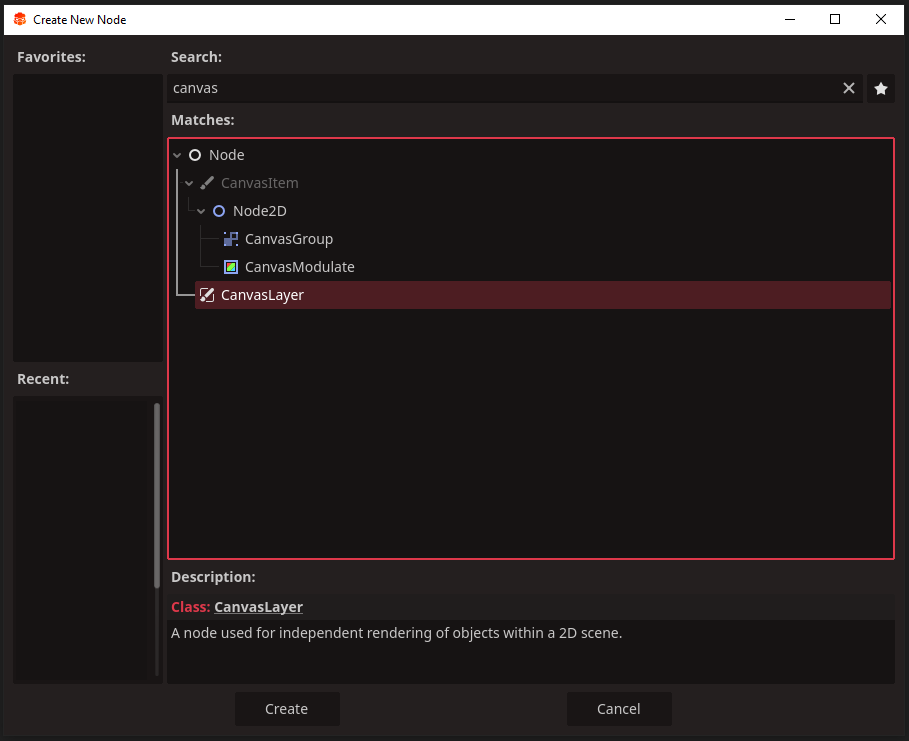 Create New Node
Favorites:
Search:
canvas
Matches:
Node
CanvasItem
Node2D
CanvasGroup
CanvasModulate
CanvasLayer
Recent:
Description:
Class: CanvasLayer
A node used for independent rendering of objects within a 2D scene.
Create
Cancel